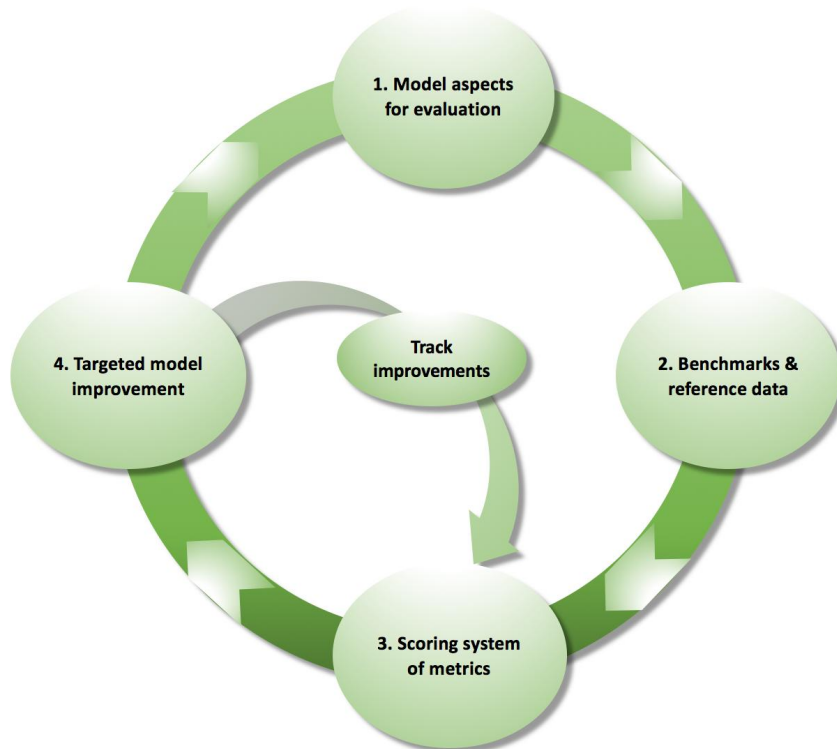 1. Model aspects
for evaluation
2. Benchmarks &
reference data
3. Scoring system
of metrics
4. Targeted model
improvement
Track
improvements